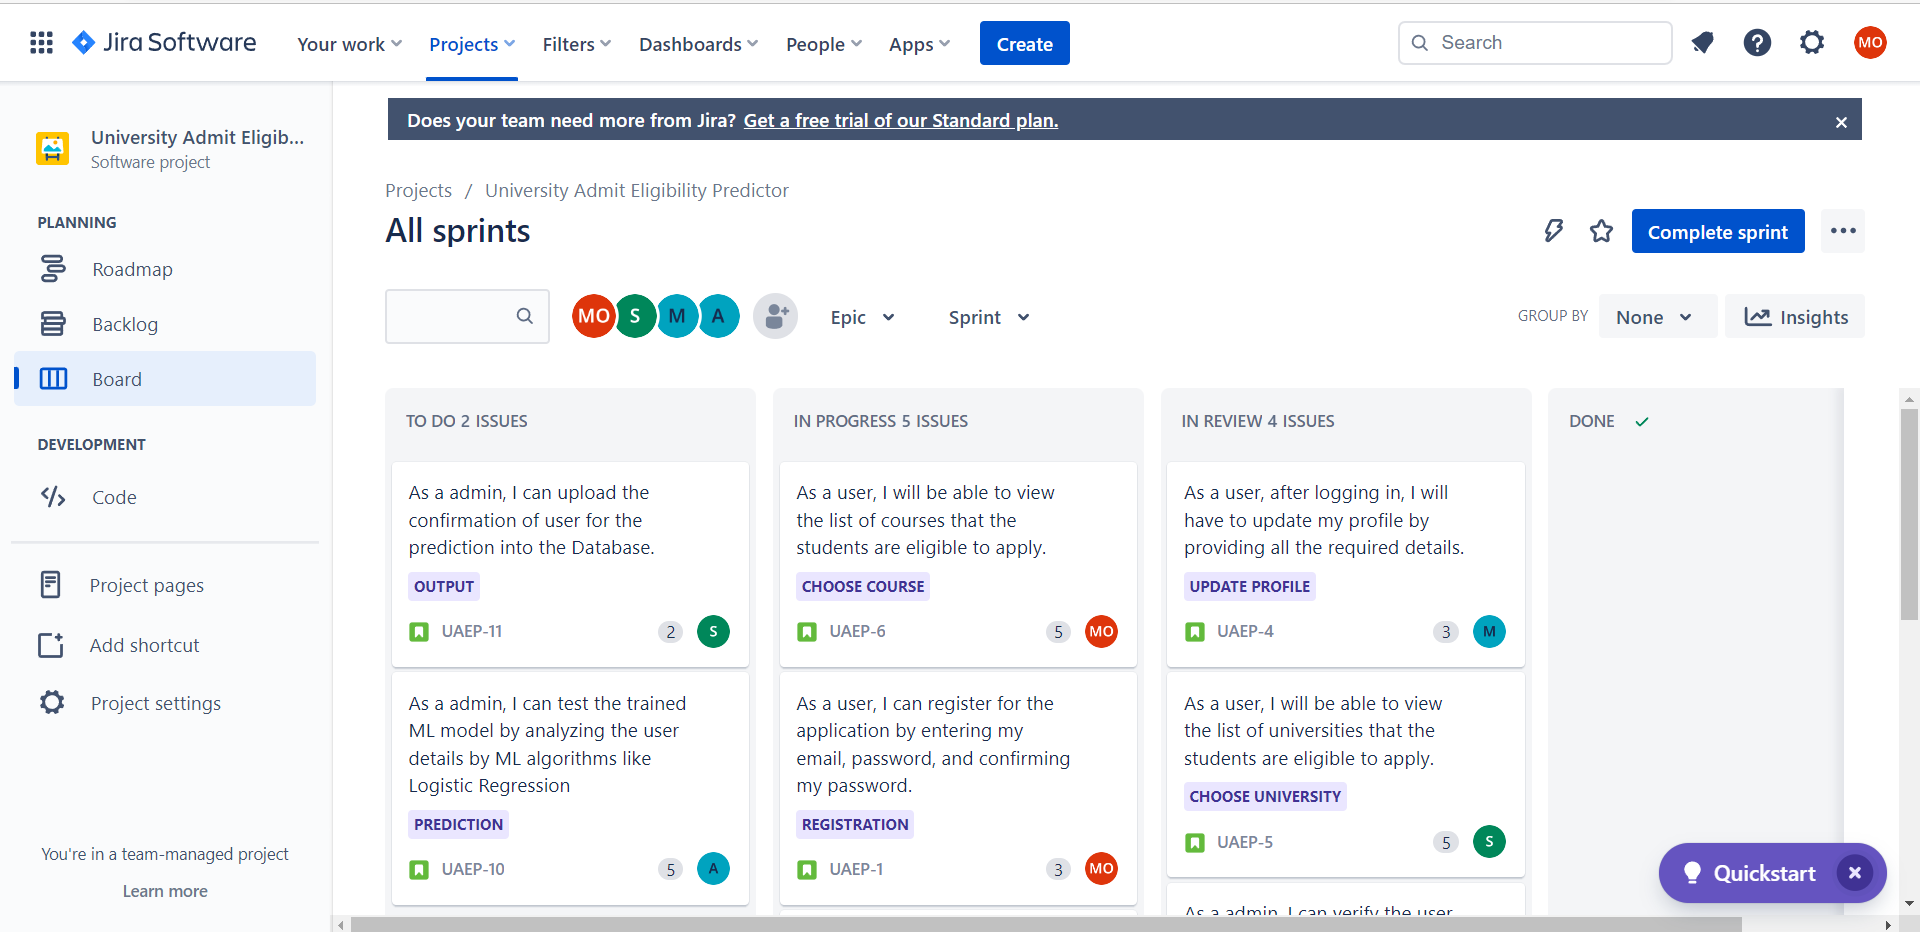 Jira Software
Your work
Projects
Filters
Dashboards
People
Apps
Create
Search
MO
University Admit Eligib...
Software project
PLANNING
Roadmap
Backlog
Board
DEVELOPMENT
Code
Project pages
Add shortcut
Project settings
You're in a team-managed project
Learn more
Does your team need more from Jira? Get a free trial of our Standard plan.
Projects / University Admit Eligibility Predictor
All sprints
Complete sprint
MO S M A
Epic
Sprint
GROUP BY
None
Insights
TO DO 2 ISSUES
As a admin, I can upload the
confirmation of user for the
prediction into the Database.
OUTPUT
UAEP-11
2
S
As a admin, I can test the trained
ML model by analyzing the user
details by ML algorithms like
Logistic Regression
PREDICTION
UAEP-10
5
A
IN PROGRESS 5 ISSUES
As a user, I will be able to view
the list of courses that the
students are eligible to apply.
CHOOSE COURSE
UAEP-6
5
MO
As a user, I can register for the
application by entering my
email, password, and confirming
my password.
REGISTRATION
UAEP-1
3
MO
IN REVIEW 4 ISSUES
As a user, after logging in, I will
have to update my profile by
providing all the required details.
UPDATE PROFILE
UAEP-4
3
M
As a user, I will be able to view
the list of universities that the
students are eligible to apply.
CHOOSE UNIVERSITY
UAEP-5
5
S
As a admin, I can verify the user
DONE
Quickstart